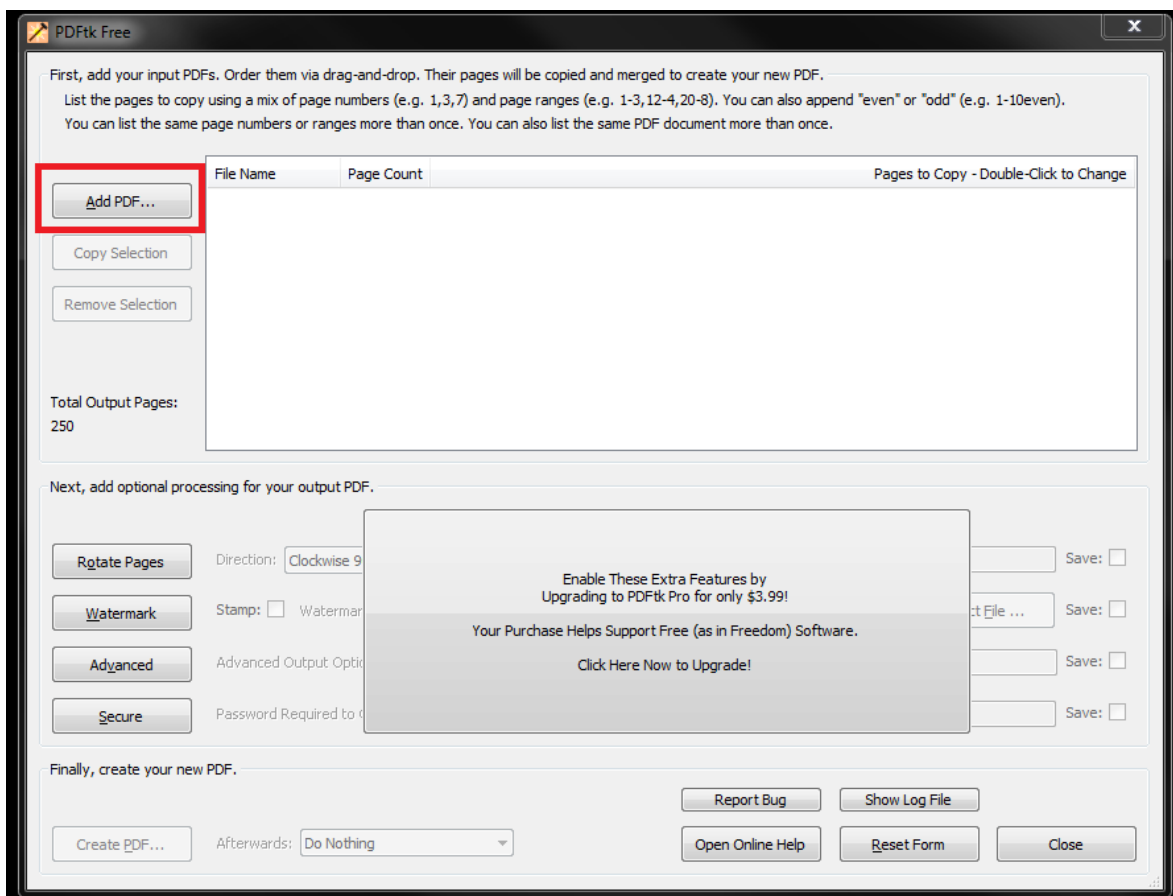 PDFtk Free
x
First, add your input PDFs. Order them via drag-and-drop. Their pages will be copied and merged to create your new PDF.
List the pages to copy using a mix of page numbers (e.g. 1,3,7) and page ranges (e.g. 1-3,12-4,20-8). You can also append "even" or "odd" (e.g. 1-10even).
You can list the same page numbers or ranges more than once. You can also list the same PDF document more than once.
File Name Page Count Pages to Copy - Double-Click to Change
Add PDF...
Copy Selection
Remove Selection
Total Output Pages:
250
Next, add optional processing for your output PDF.
Rotate Pages Direction: Clockwise 9 Save:
Watermark Stamp: Watermar ct File ... Save:
Advanced Advanced Output Optio Save:
Secure Password Required to Save:
Enable These Extra Features by
Upgrading to PDFtk Pro for only $3.99!
Your Purchase Helps Support Free (as in Freedom) Software.
Click Here Now to Upgrade!
Finally, create your new PDF.
Report Bug Show Log File
Create PDF... Afterwards: Do Nothing Open Online Help Reset Form Close